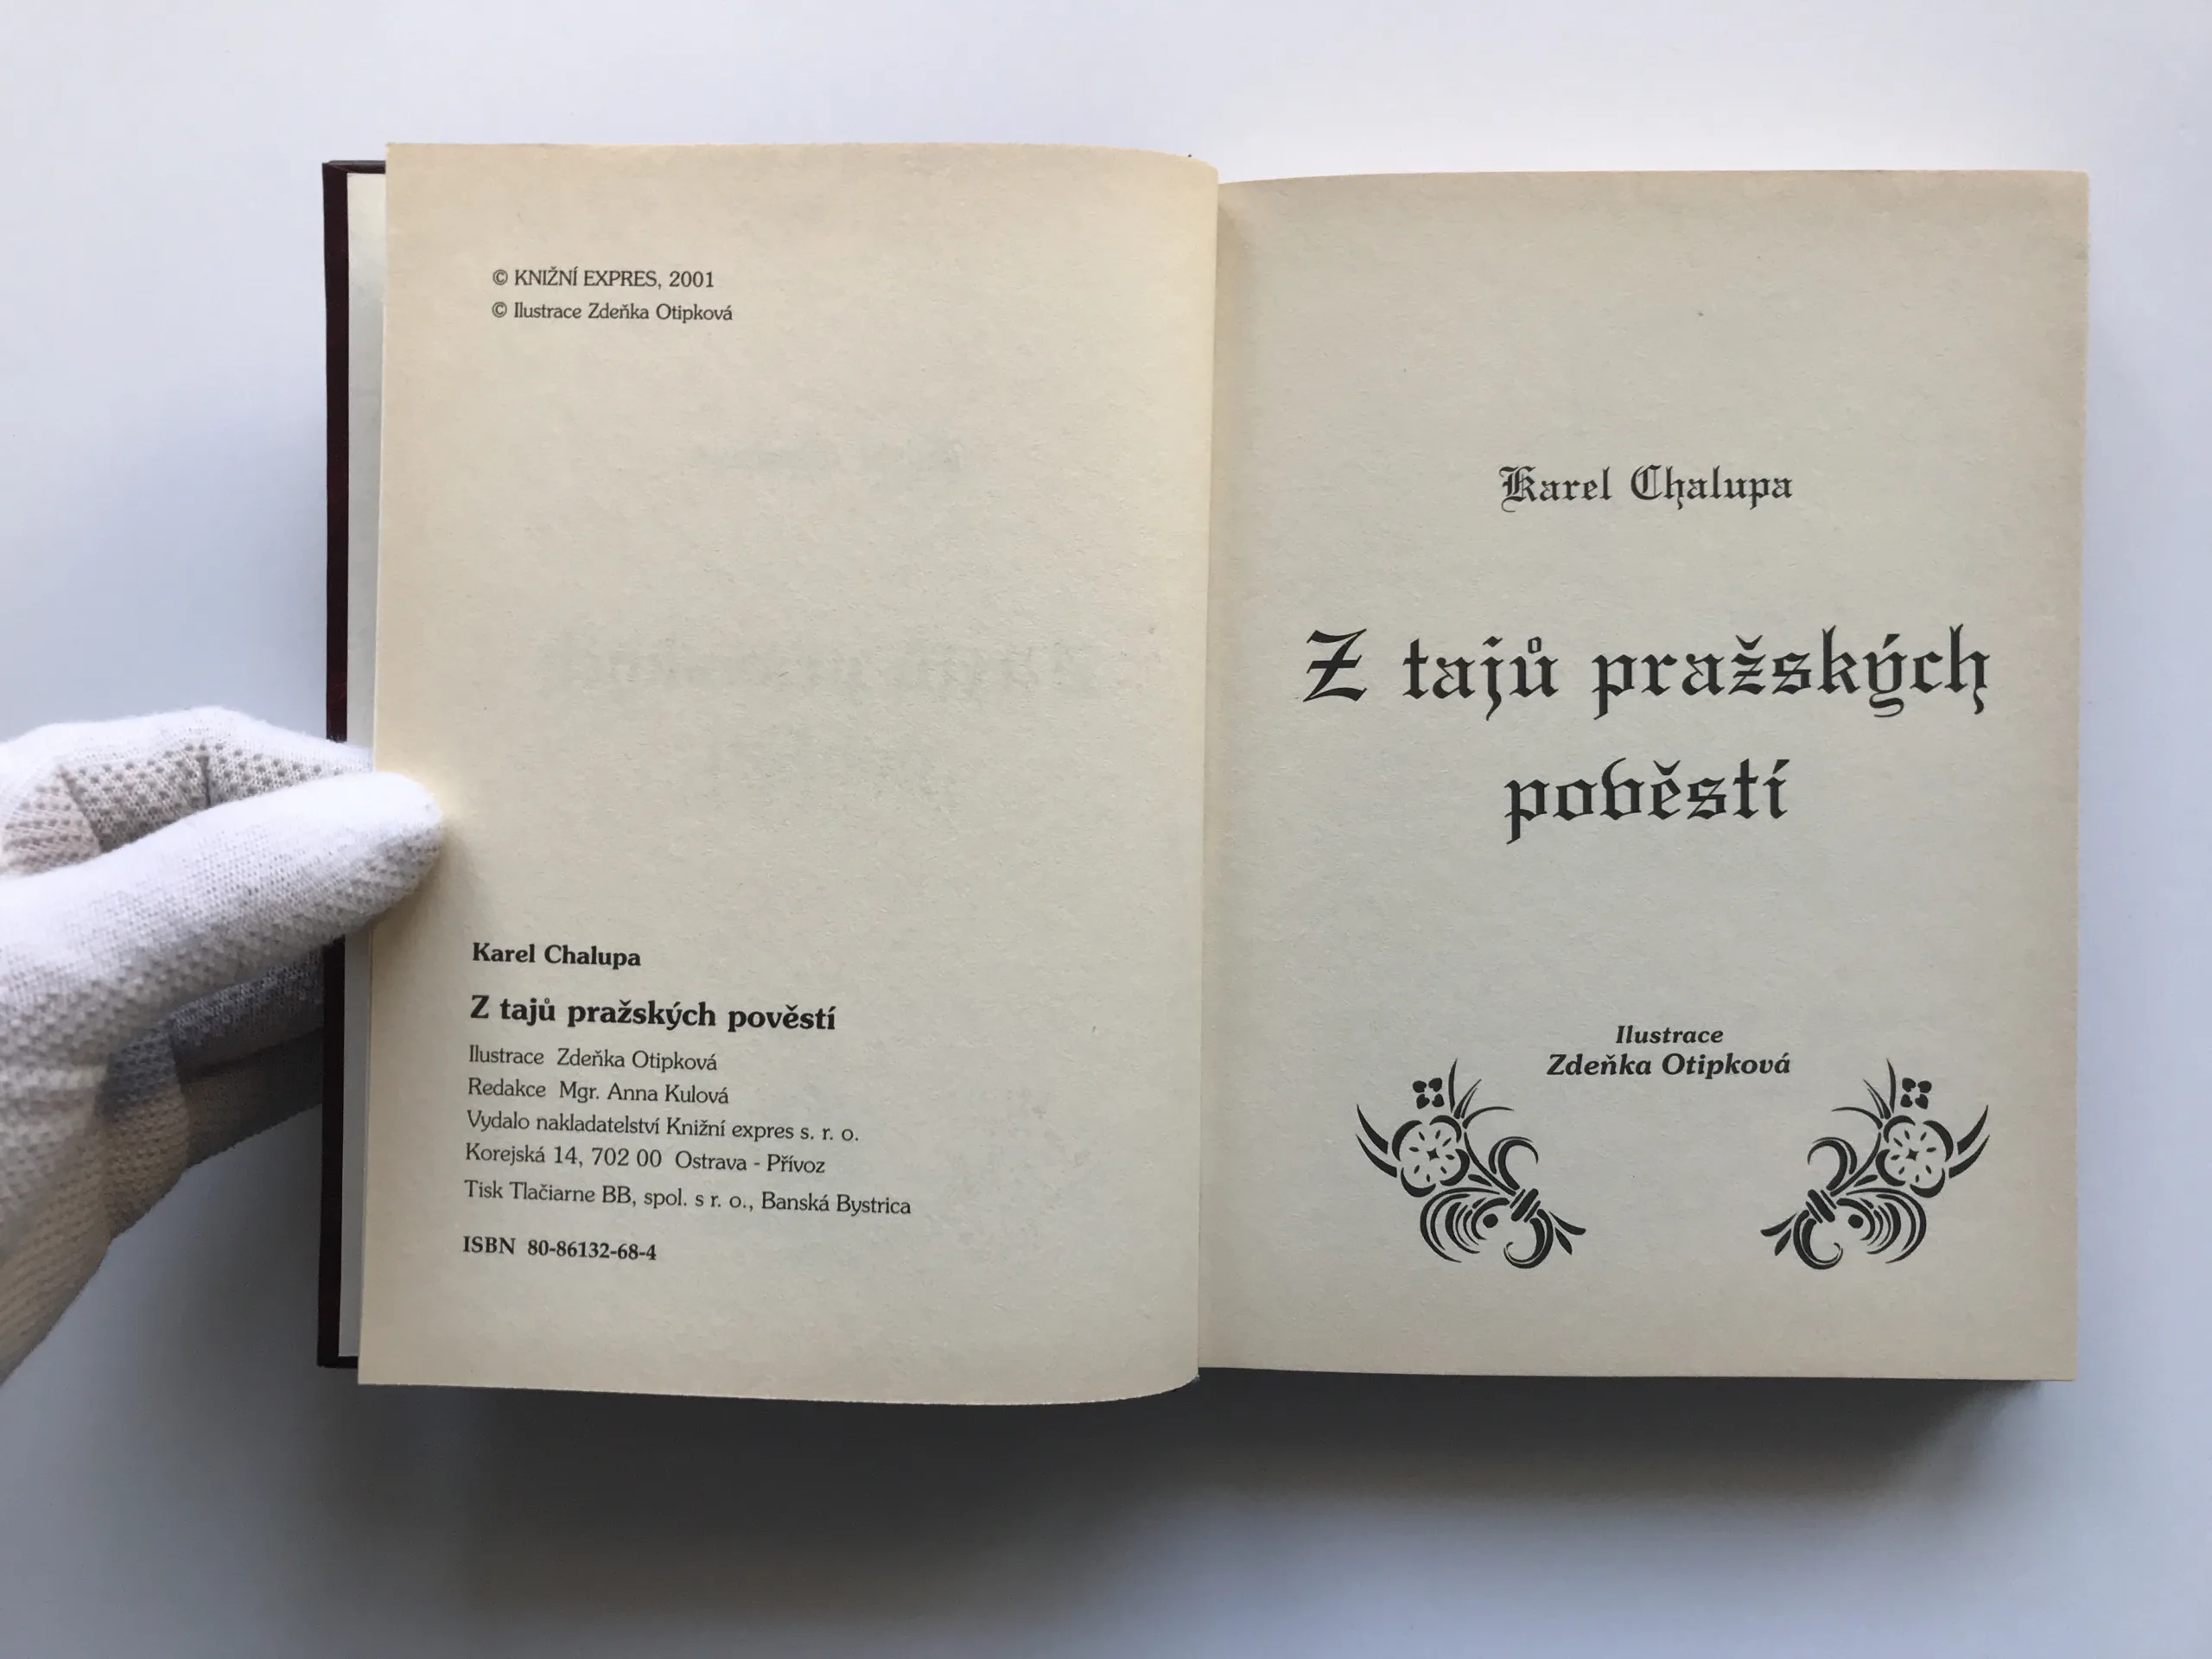 © KNIŽNÍ EXPRES, 2001
© Ilustrace Zdeňka Otipková
Karel Chalupa
Z tajů pražských pověstí
Ilustrace Zdeňka Otipková
Redakce Mgr. Anna Kulová
Vydalo nakladatelství Knižní expres s. r. o.
Korejská 14, 702 00 Ostrava - Přívoz
Tisk Tlačiarne BB, spol. s r. o., Banská Bystrica
ISBN 80-86132-68-4
Karel Chalupa
Z tajů pražských
pověstí
Ilustrace
Zdeňka Otipková